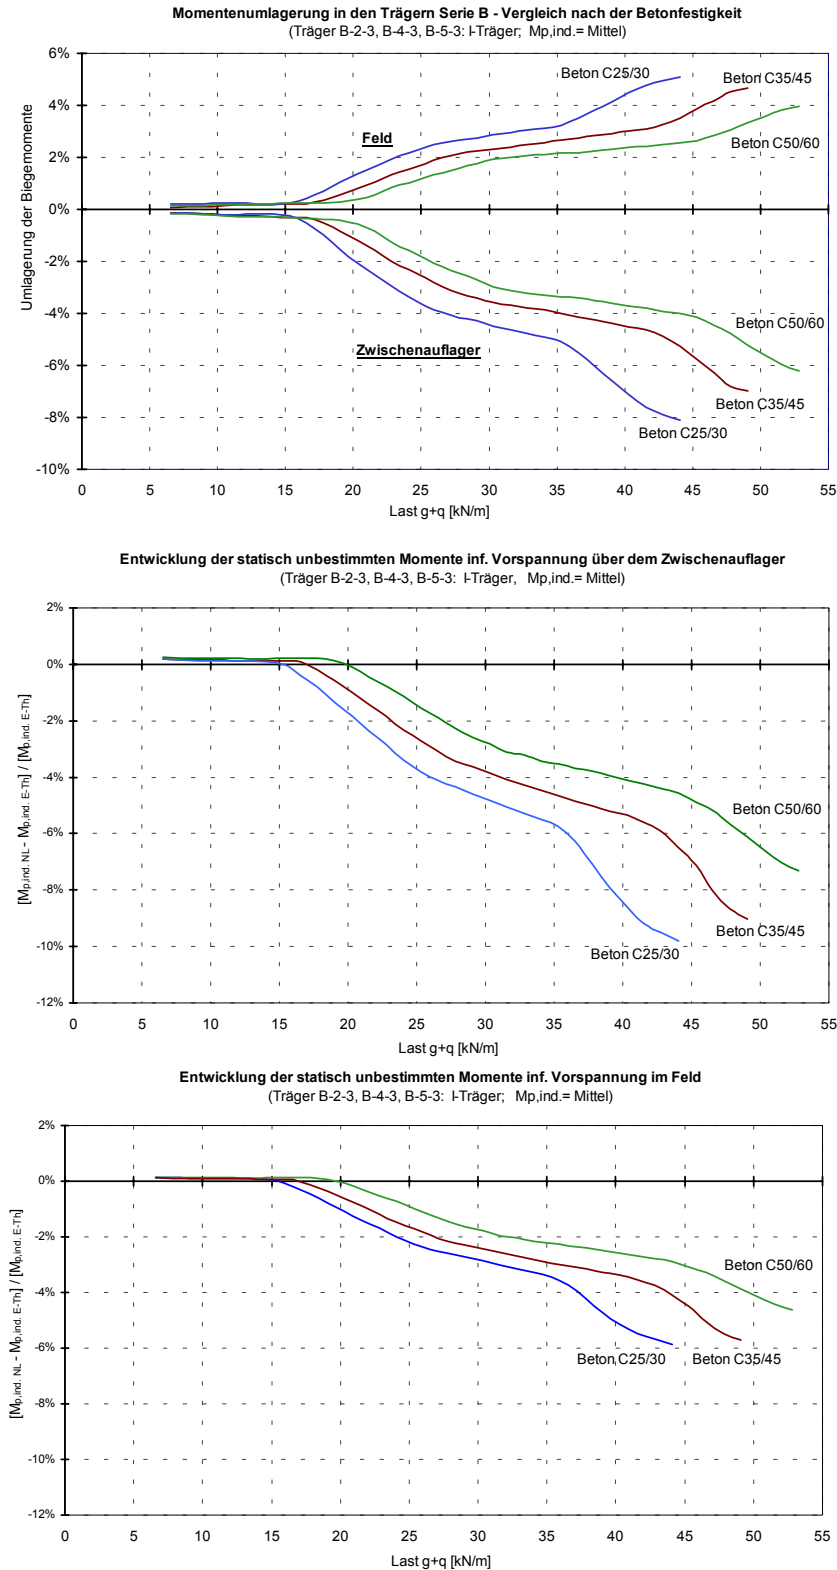 Momentenumlagerung in den Trägern Serie B - Vergleich nach der Betonfestigkeit
(Träger B-2-3, B-4-3, B-5-3: I-Träger; Mp,ind.= Mittel)
6%
4%
2%
0%
-2%
-4%
-6%
-8%
-10%
Umlagerung der Biegemomente
Beton C25/30
Beton C35/45
Feld
Beton C50/60
Beton C50/60
Zwischenauflager
Beton C35/45
Beton C25/30
0 5 10 15 20 25 30 35 40 45 50 55
Last g+q [kN/m]
Entwicklung der statisch unbestimmten Momente inf. Vorspannung über dem Zwischenauflager
(Träger B-2-3, B-4-3, B-5-3: I-Träger, Mp,ind.= Mittel)
2%
0%
-2%
-4%
-6%
-8%
-10%
-12%
[Mp,ind. NL - Mp,ind. E-Th] / [Mp,ind. E-Th]
Beton C50/60
Beton C35/45
Beton C25/30
0 5 10 15 20 25 30 35 40 45 50 55
Last g+q [kN/m]
Entwicklung der statisch unbestimmten Momente inf. Vorspannung im Feld
(Träger B-2-3, B-4-3, B-5-3: I-Träger; Mp,ind.= Mittel)
2%
0%
-2%
-4%
-6%
-8%
-10%
-12%
[Mp,ind. NL - Mp,ind. E-Th] / [Mp,ind. E-Th]
Beton C50/60
Beton C25/30
Beton C35/45
0 5 10 15 20 25 30 35 40 45 50 55
Last g+q [kN/m]